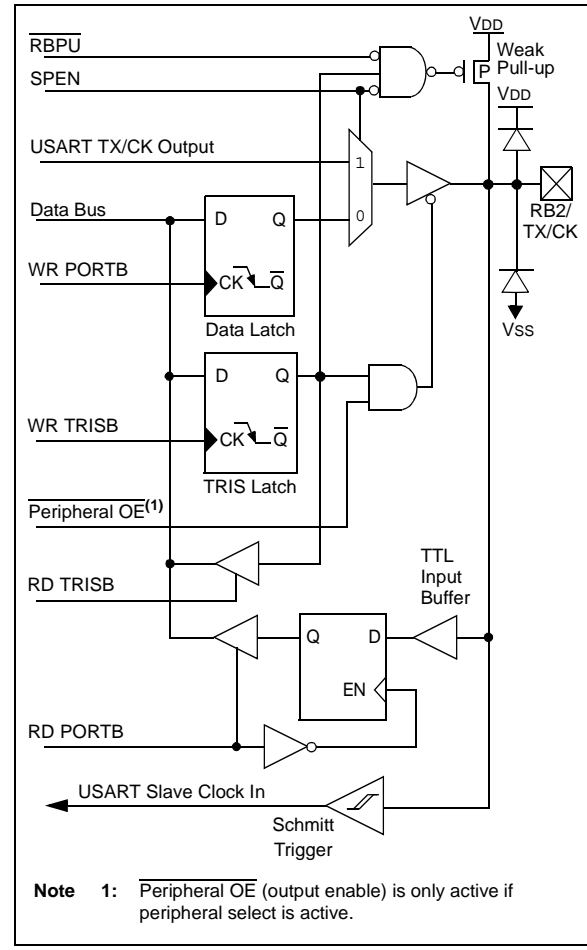 VDD
RBPU
Weak
Pull-up
P
SPEN
VDD
USART TX/CK Output
1
Data Bus
D
Q
0
RB2/
TX/CK
WR PORTB
CK
Q
Data Latch
VSS
D
Q
WR TRISB
CK
Q
TRIS Latch
Peripheral OE(1)
TTL
Input
Buffer
RD TRISB
Q
D
EN
RD PORTB
USART Slave Clock In
Schmitt
Trigger
Note 1: Peripheral OE (output enable) is only active if
peripheral select is active.